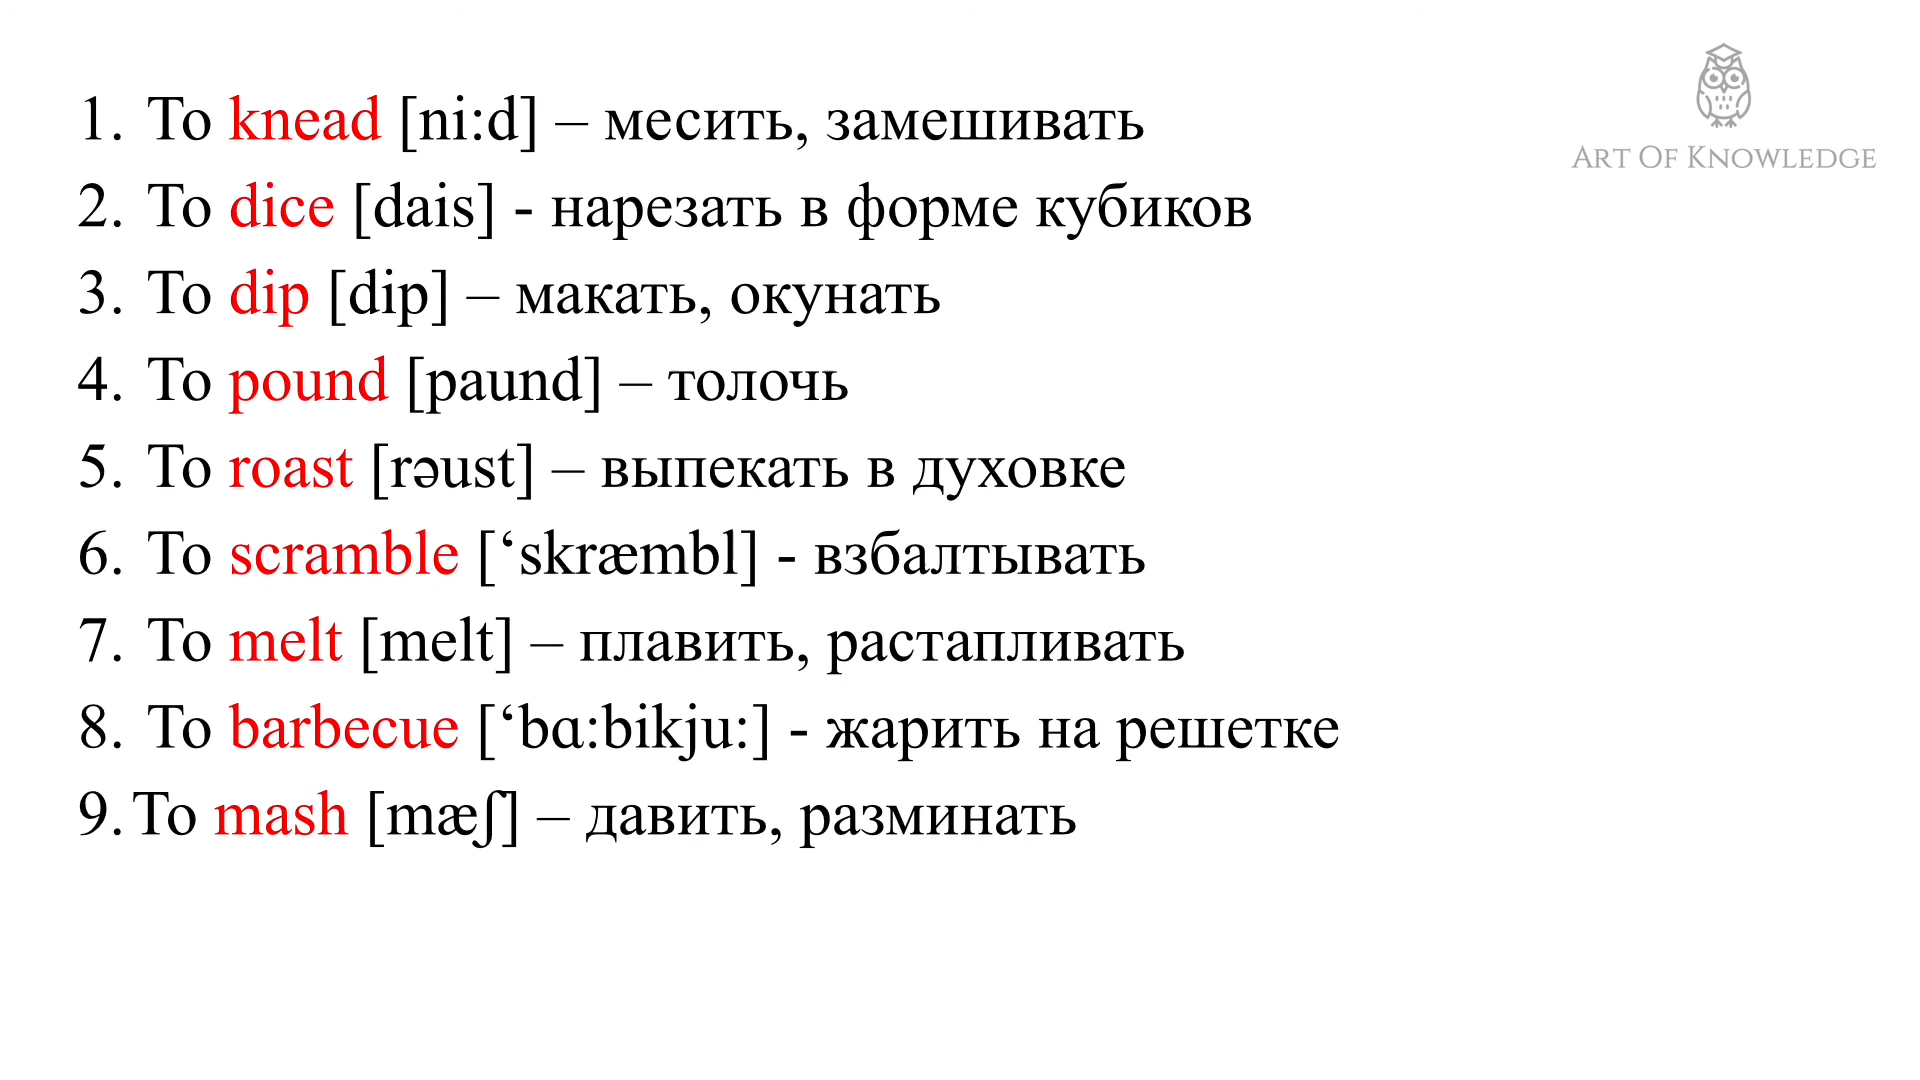 ART OF KNOWLEDGE
1. To knead [ni:d] – месить, замешивать
2. To dice [dais] - нарезать в форме кубиков
3. To dip [dip] – макать, окунать
4. To pound [paund] – толочь
5. To roast [rəust] – выпекать в духовке
6. To scramble [‘skræmbl] - взбалтывать
7. To melt [melt] – плавить, растапливать
8. To barbecue [‘bɑ:bikju:] - жарить на решетке
9. To mash [mæʃ] – давить, разминать